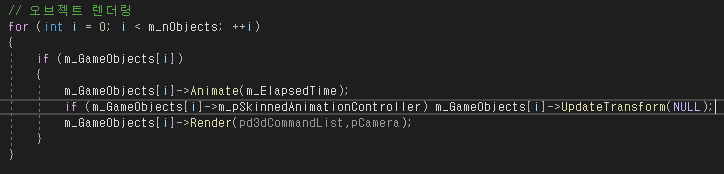 // 오브젝트 렌더링
for (int i = 0; i < m_nObjects; ++i)
{
if (m_GameObjects[i])
{
m_GameObjects[i]->Animate(m_ElapsedTime);
if (m_GameObjects[i]->m_pSkinnedAnimationController) m_GameObjects[i]->UpdateTransform(NULL);
m_GameObjects[i]->Render(pd3dCommandList,pCamera);
}
}